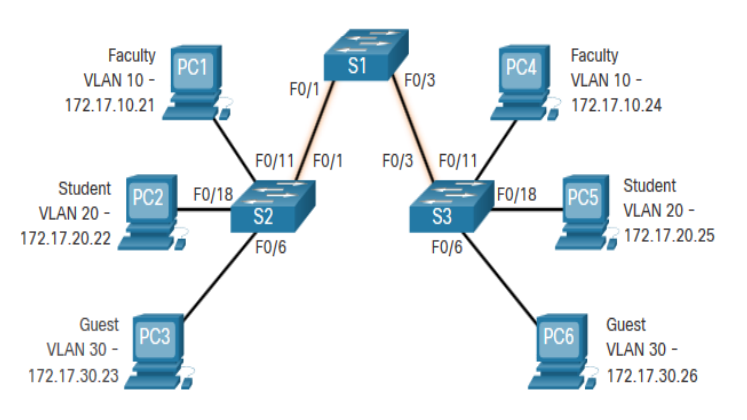 Faculty
VLAN 10 -
172.17.10.21
PC1
S1
F0/1
F0/3
PC4
Faculty
VLAN 10 -
172.17.10.24
F0/11
F0/1
F0/3
F0/11
Student
VLAN 20 -
172.17.20.22
PC2
F0/18
S2
S3
F0/18
PC5
Student
VLAN 20 -
172.17.20.25
F0/6
F0/6
Guest
VLAN 30 -
172.17.30.23
PC3
PC6
Guest
VLAN 30 -
172.17.30.26